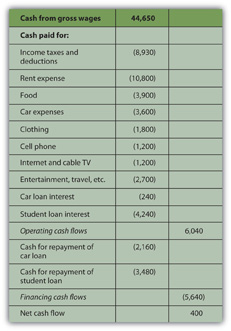 Cash from gross wages 44,650
Cash paid for:
Income taxes and (8,930)
deductions
Rent expense (10,800)
Food (3,900)
Car expenses (3,600)
Clothing (1,800)
Cell phone (1,200)
Internet and cable TV (1,200)
Entertainment, travel, etc. (2,700)
Car loan interest (240)
Student loan interest (4,240)
Operating cash flows 6,040
Cash for repayment of (2,160)
car loan
Cash for repayment of (3,480)
student loan
Financing cash flows (5,640)
Net cash flow 400